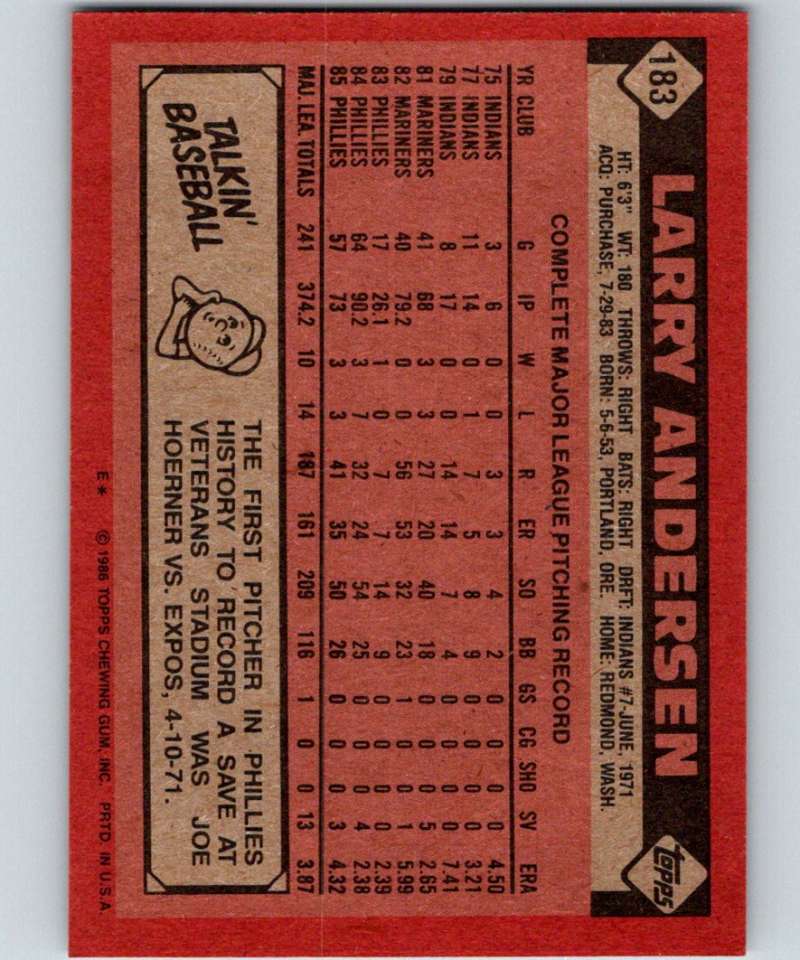 183
LARRY ANDERSEN
topps
HT: 6'3" WT: 180 THROWS: RIGHT BATS: RIGHT DRFT: INDIANS #7-JUNE, 1971
ACQ: PURCHASE, 7-29-83 BORN: 5-6-53, PORTLAND, ORE. HOME: REDMOND, WASH.
COMPLETE MAJOR LEAGUE PITCHING RECORD
YR CLUB G IP W L R ER SO BB GS CG SHO SV ERA
75 INDIANS 3 6 0 0 3 3 4 2 0 0 0 0 4.50
77 INDIANS 11 14 0 1 7 5 8 9 0 0 0 0 3.21
79 INDIANS 8 17 0 0 14 14 7 4 0 0 0 0 7.41
81 MARINERS 41 68 3 3 27 20 40 18 0 0 0 5 2.65
82 MARINERS 40 79.2 0 0 56 53 32 23 1 0 0 1 5.99
83 PHILLIES 17 26.1 1 0 7 7 14 9 0 0 0 0 2.39
84 PHILLIES 64 90.2 3 7 32 24 54 25 0 0 0 4 2.38
85 PHILLIES 57 73 3 3 41 35 50 26 0 0 0 3 4.32
MAJ. LEA. TOTALS 241 374.2 10 14 187 161 209 116 1 0 0 13 3.87
TALKIN'
BASEBALL
THE FIRST PITCHER IN PHILLIES
HISTORY TO RECORD A SAVE AT
VETERANS STADIUM WAS JOE
HOERNER VS. EXPOS, 4-10-71.
E* © 1986 TOPPS CHEWING GUM, INC. PRTD. IN U.S.A.